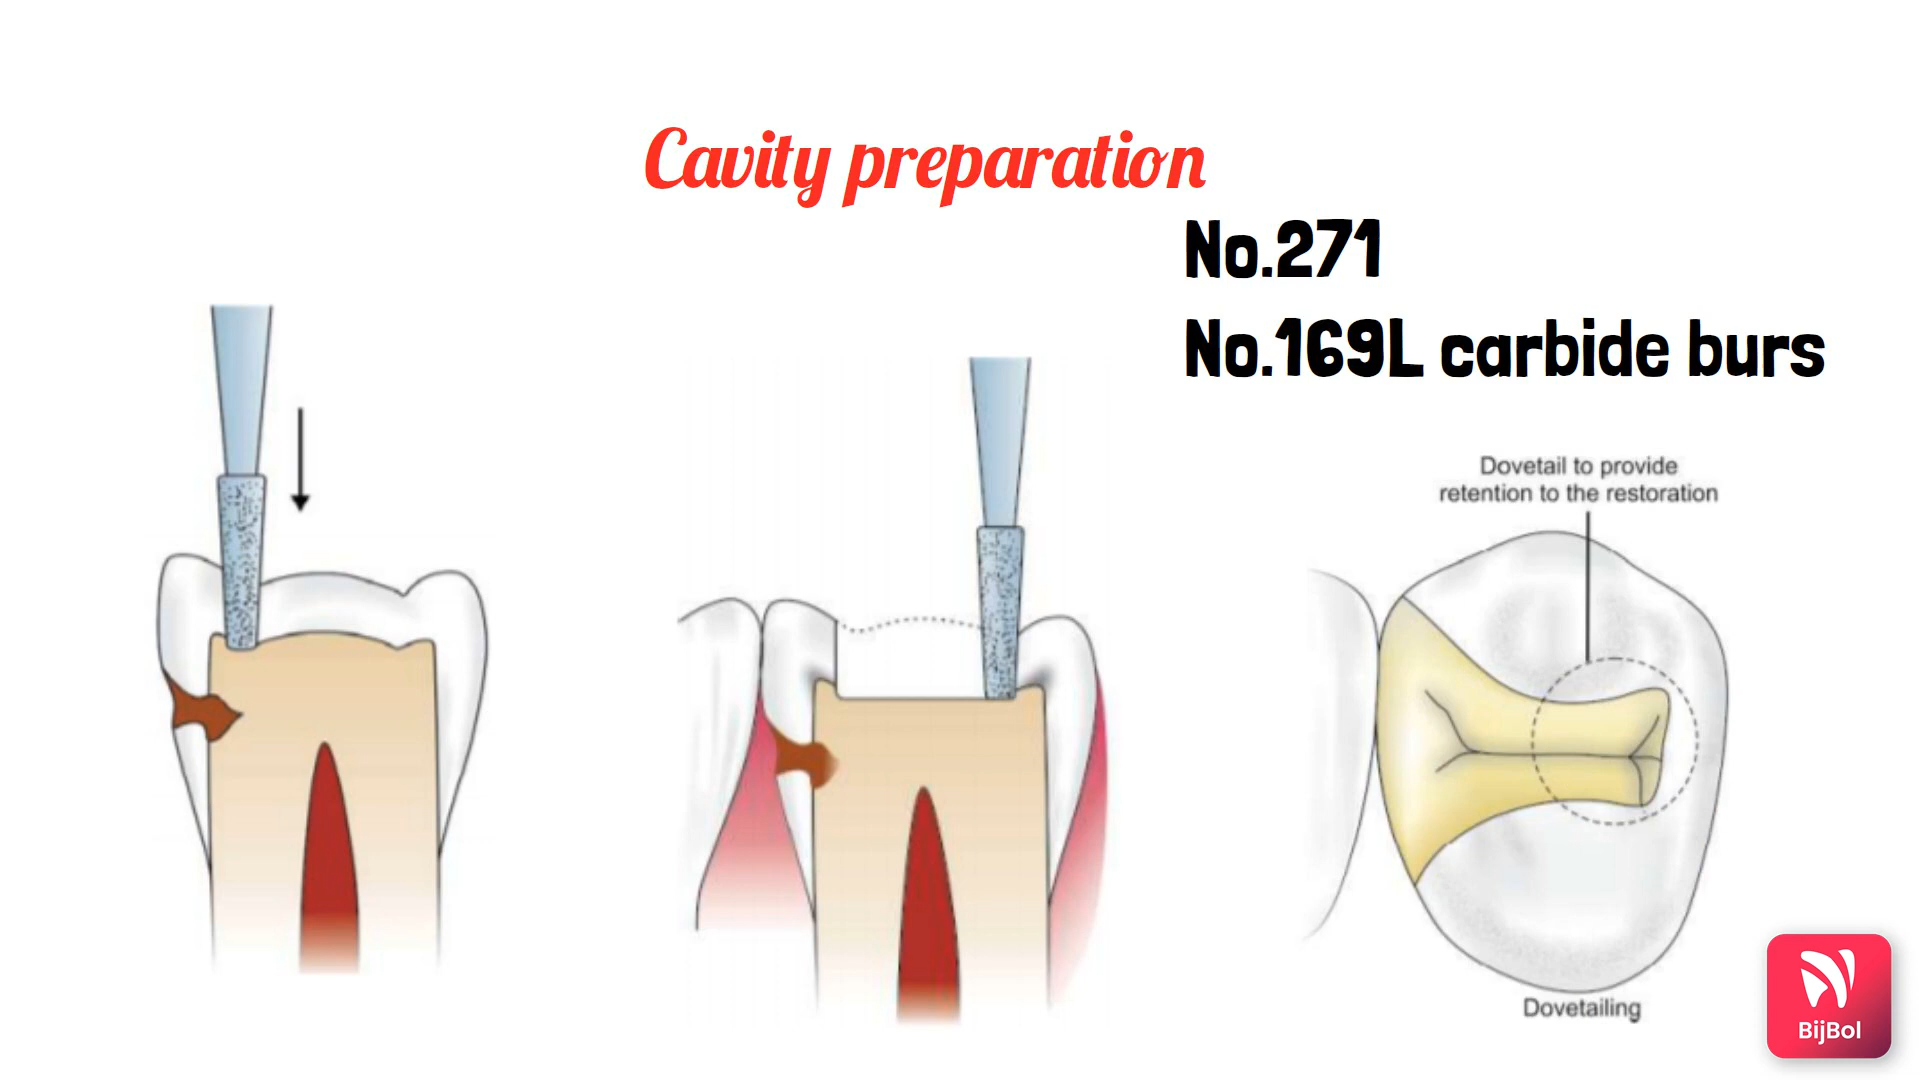 Cavity preparation
No.271
No.169L carbide burs
Dovetail to provide
retention to the restoration
Dovetailing
BijBol